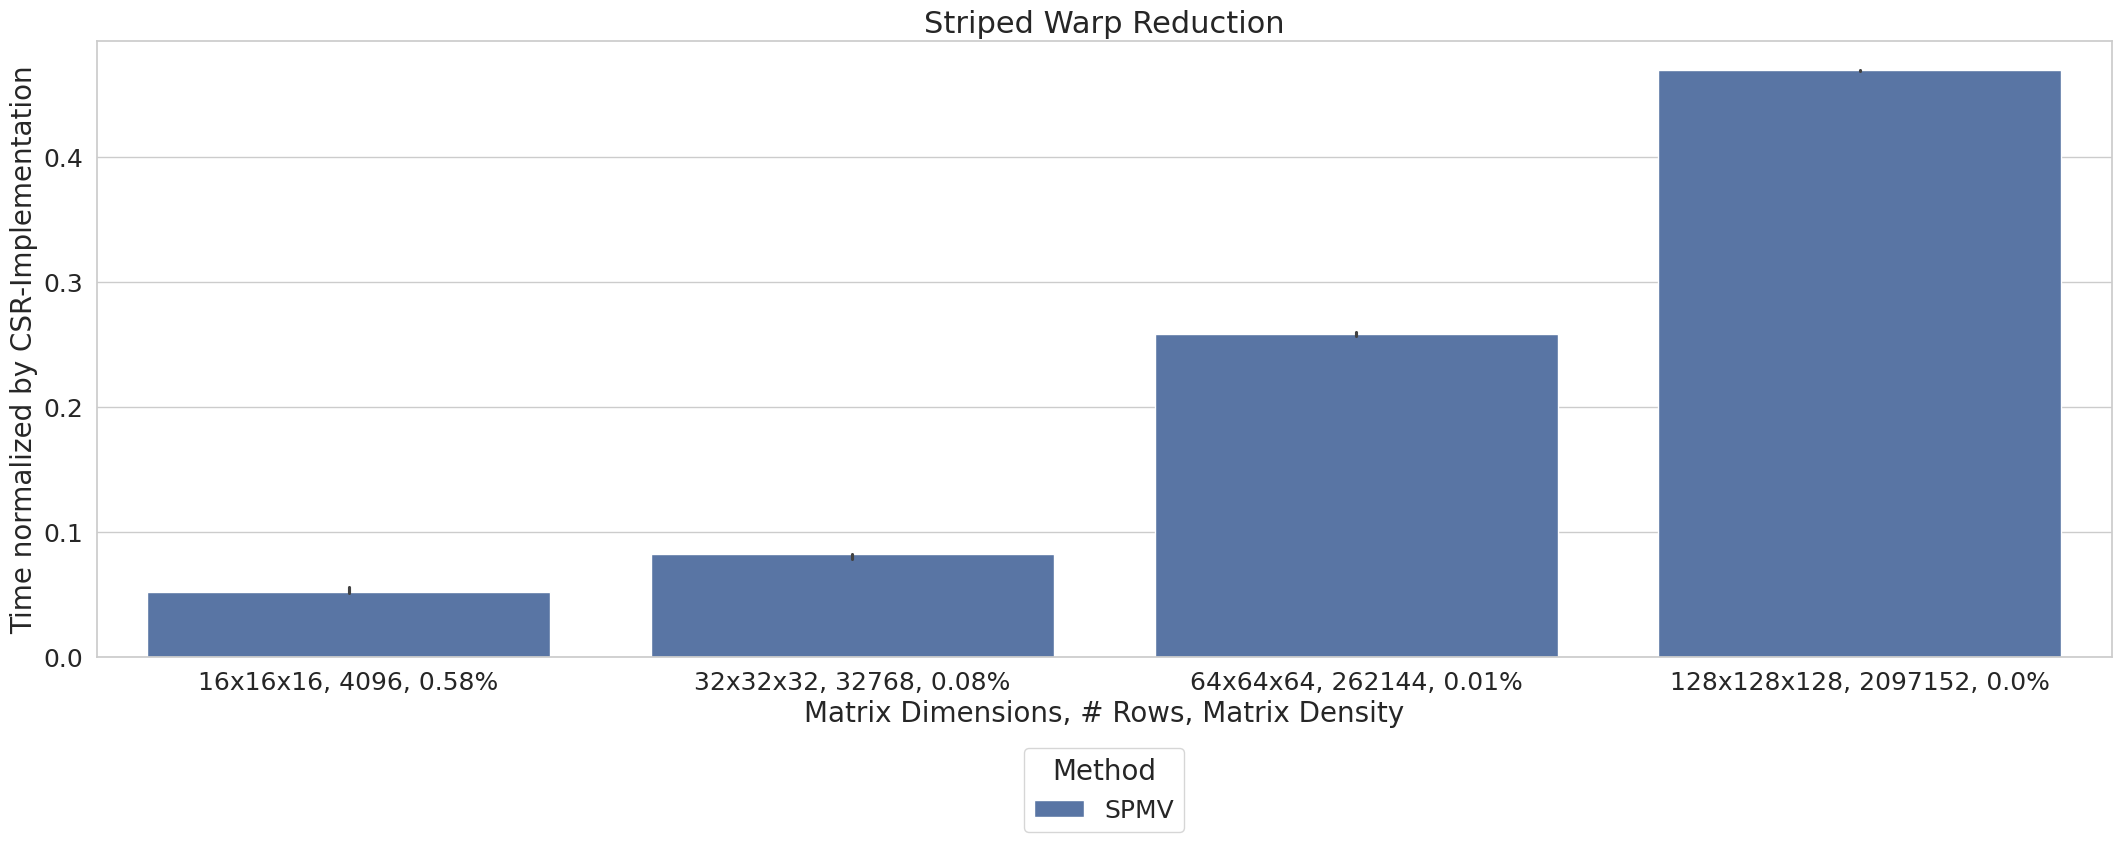 Striped Warp Reduction
Time normalized by CSR-Implementation
0.4
0.3
0.2
0.1
0.0
16x16x16, 4096, 0.58%
32x32x32, 32768, 0.08%
64x64x64, 262144, 0.01%
128x128x128, 2097152, 0.0%
Matrix Dimensions, # Rows, Matrix Density
Method
SPMV